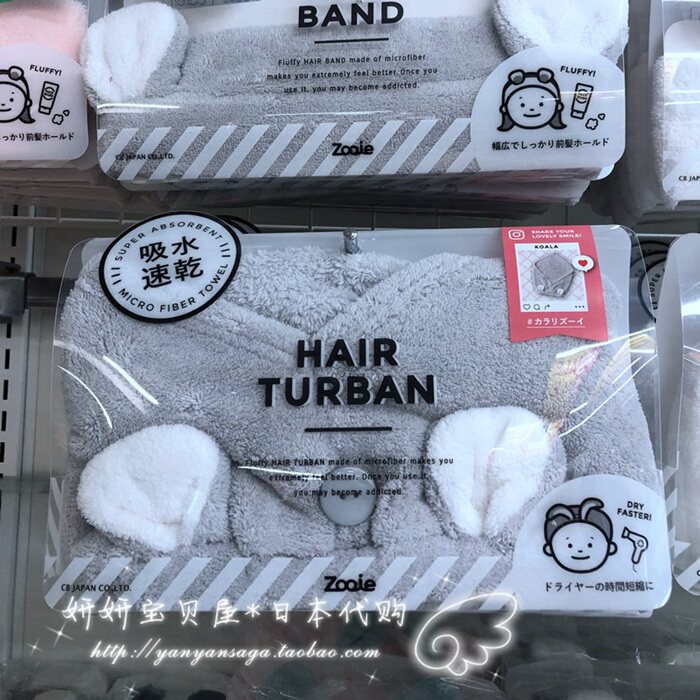 BAND
Fluffy HAIR BAND made of microfiber
makes you extremely feel better. Once you
use it, you may become addicted.
FLUFFY!
しっかり前髪ホールド
CB JAPAN CO.,LTD.
Zooie
FLUFFY!
幅広でしっかり前髪ホールド
CB JAPAN
SUPER ABSORBENT
吸水
速乾
MICRO FIBER TOWEL
SHARE YOUR
LOVELY SMILE!
KOALA
#カラリズーイ
HAIR
TURBAN
Fluffy HAIR TURBAN made of microfiber makes you
extremely feel better. Once you use it,
you may become addicted.
DRY
FASTER!
ドライヤーの時間短縮に
CB JAPAN CO.,LTD.
Zooie
妍妍宝贝屋*日本代购
http://yanyansaga.taobao.com